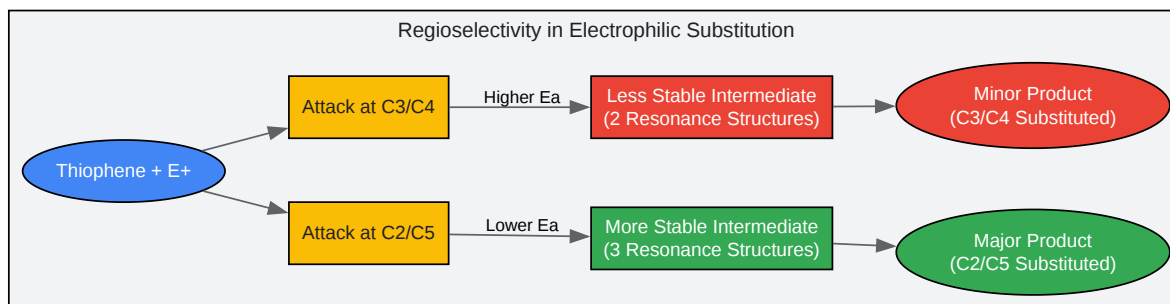 Regioselectivity in Electrophilic Substitution
Attack at C3/C4
Higher Ea
Less Stable Intermediate
(2 Resonance Structures)
Minor Product
(C3/C4 Substituted)
Thiophene + E+
Attack at C2/C5
Lower Ea
More Stable Intermediate
(3 Resonance Structures)
Major Product
(C2/C5 Substituted)